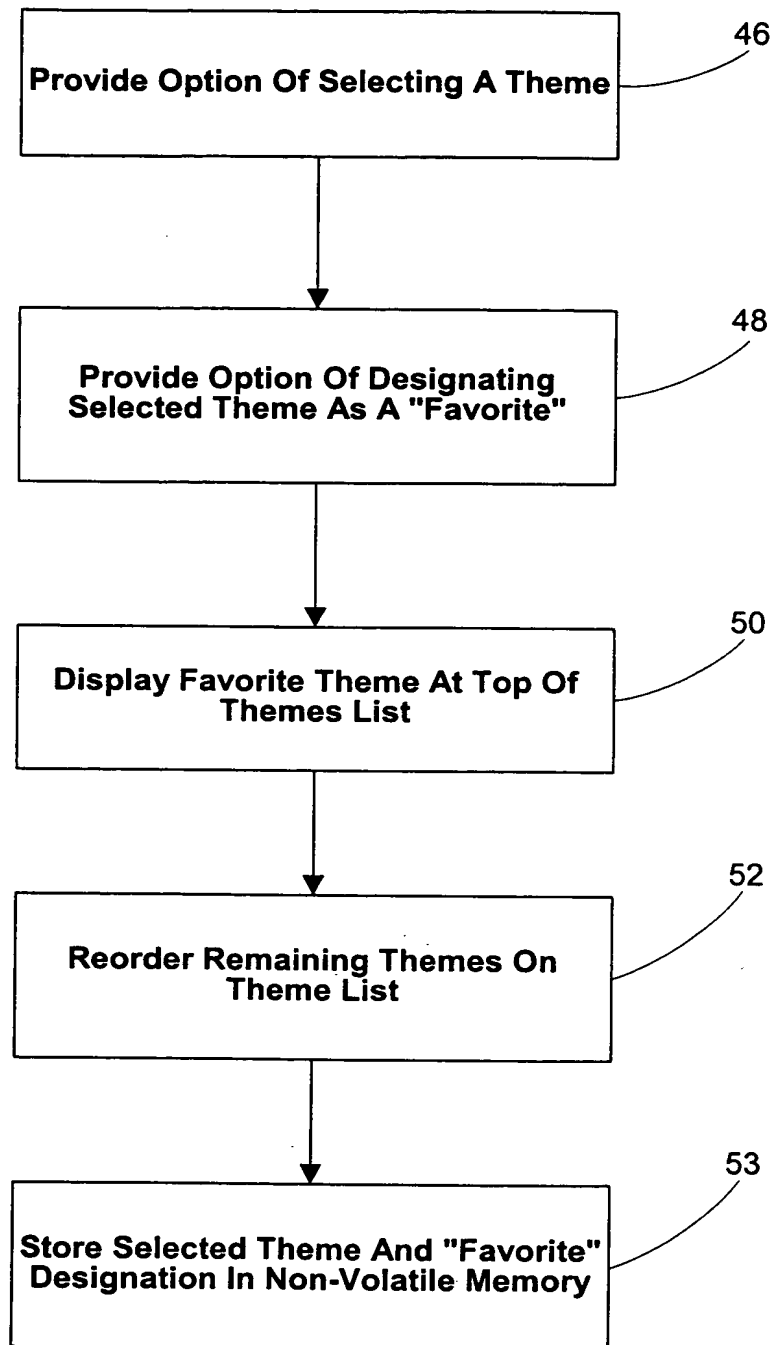 46
Provide Option Of Selecting A Theme
48
Provide Option Of Designating
Selected Theme As A "Favorite"
50
Display Favorite Theme At Top Of
Themes List
52
Reorder Remaining Themes On
Theme List
53
Store Selected Theme And "Favorite"
Designation In Non-Volatile Memory